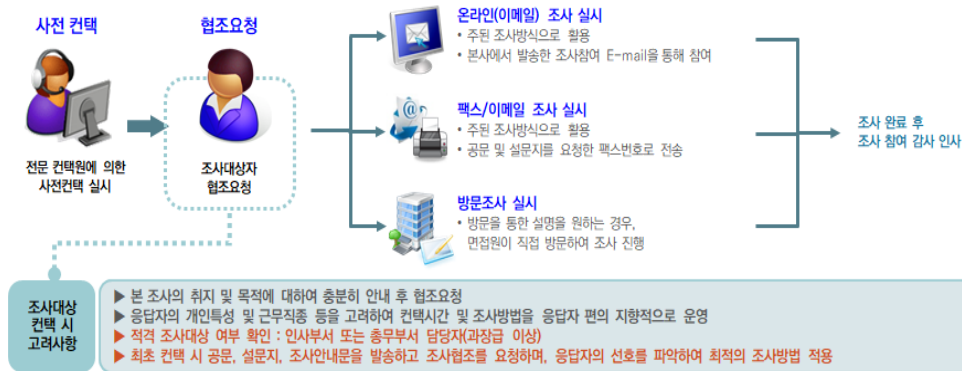 사전 컨택
전문 컨택원에 의한
사전컨택 실시
협조요청
조사대상자
협조요청
온라인(이메일) 조사 실시
• 주된 조사방식으로 활용
• 본사에서 발송한 조사참여 E-mail을 통해 참여
팩스/이메일 조사 실시
• 주된 조사방식으로 활용
• 공문 및 설문지를 요청한 팩스번호로 전송
방문조사 실시
• 방문을 통한 설명을 원하는 경우,
면접원이 직접 방문하여 조사 진행
조사 완료 후
조사 참여 감사 인사
조사대상
컨택 시
고려사항
▶ 본 조사의 취지 및 목적에 대하여 충분히 안내 후 협조요청
▶ 응답자의 개인특성 및 근무직종 등을 고려하여 컨택시간 및 조사방법을 응답자 편의 지향적으로 운영
▶ 적격 조사대상 여부 확인 : 인사부서 또는 총무부서 담당자(과장급 이상)
▶ 최초 컨택 시 공문, 설문지, 조사안내문을 발송하고 조사협조를 요청하며, 응답자의 선호를 파악하여 최적의 조사방법 적용